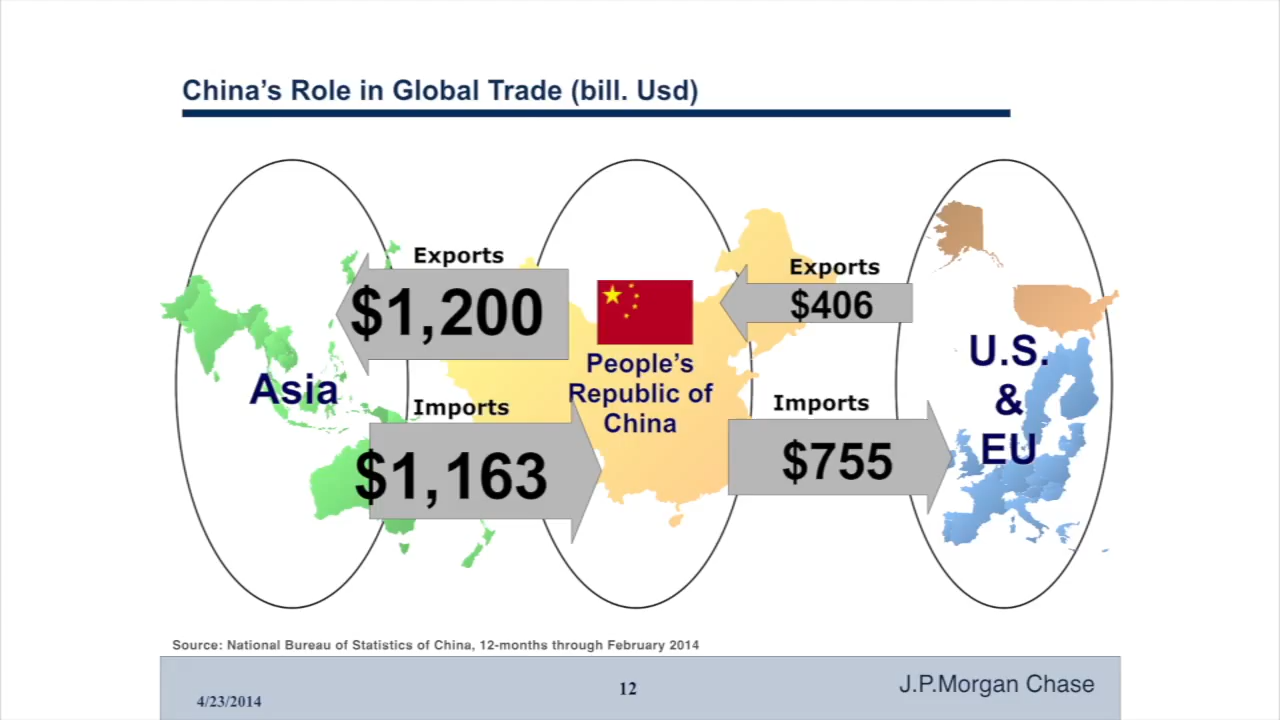 China's Role in Global Trade (bill. Usd)
Exports
$1,200
Exports
$406
People's
Republic of
China
Asia
U.S.
&
EU
Imports
$1,163
Imports
$755
Source: National Bureau of Statistics of China, 12-months through February 2014
4/23/2014
12
J.P.Morgan Chase